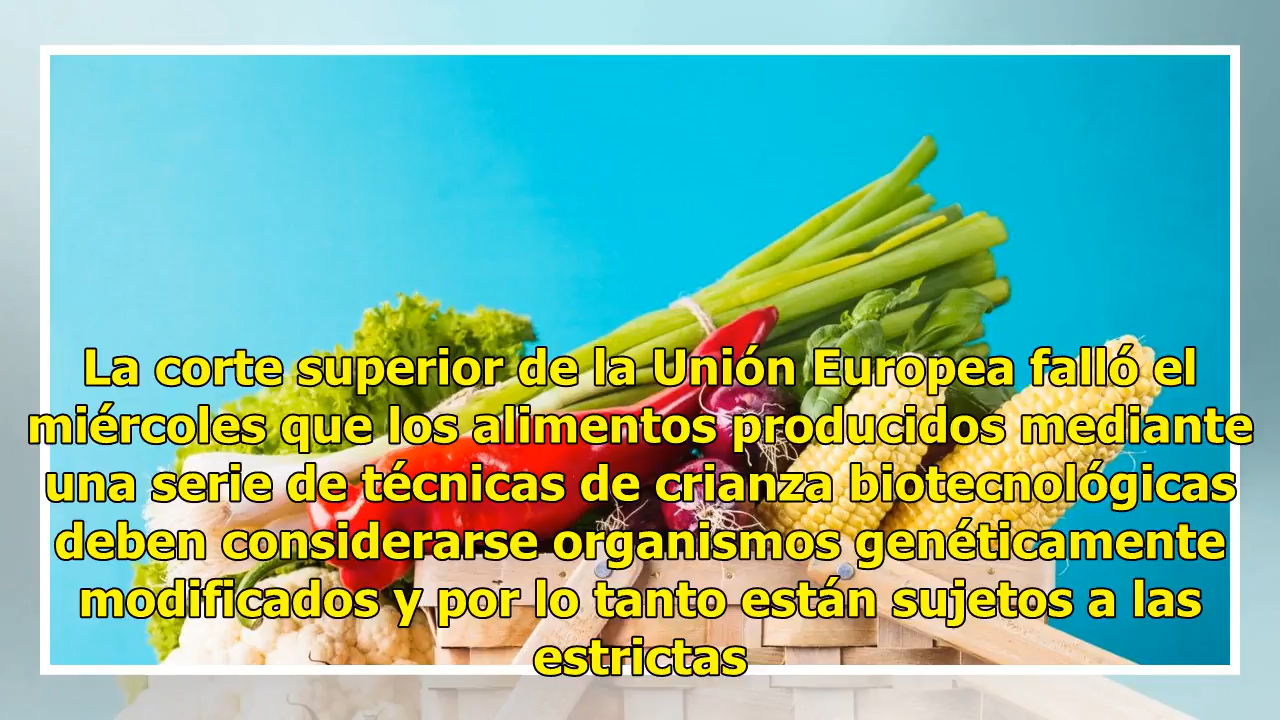 La corte superior de la Unión Europea falló el
miércoles que los alimentos producidos mediante
una serie de técnicas de crianza biotecnológicas
deben considerarse organismos genéticamente
modificados y por lo tanto están sujetos a las
estrictas